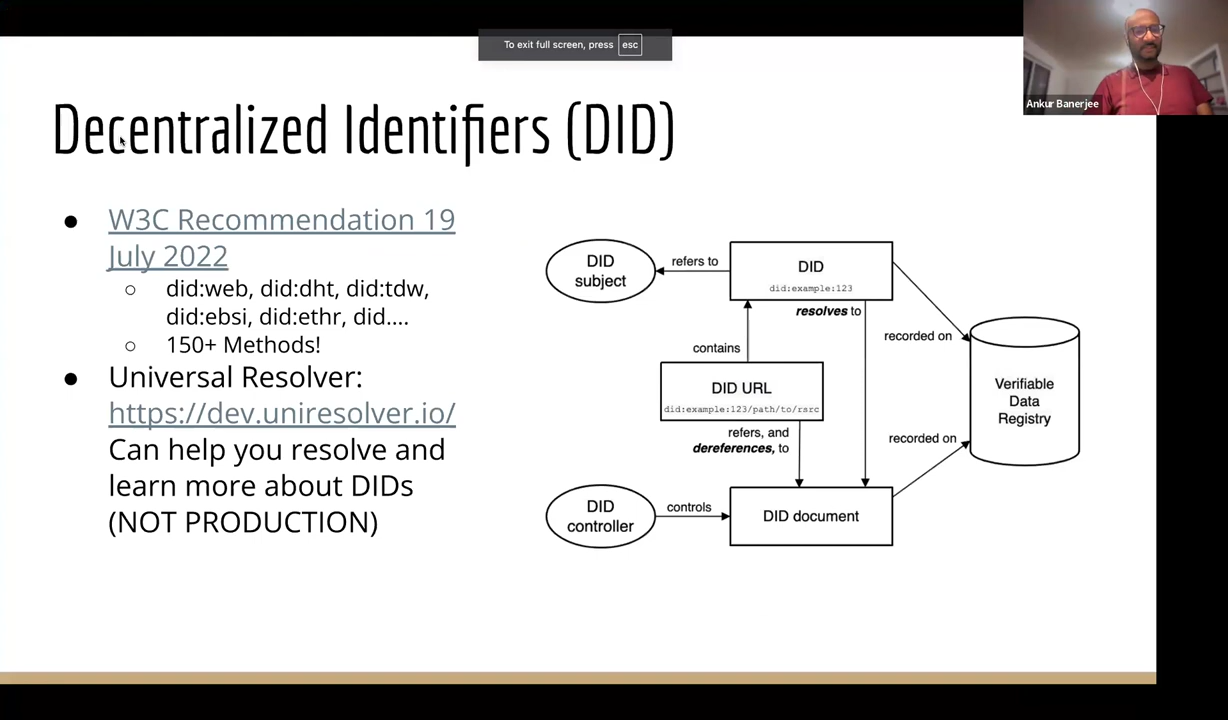 To exit full screen, press esc
Ankur Banerjee
Decentralized Identifiers (DID)
● W3C Recommendation 19
July 2022
○ did:web, did:dht, did:tdw,
did:ebsi, did:ethr, did....
○ 150+ Methods!
● Universal Resolver:
https://dev.uniresolver.io/
Can help you resolve and
learn more about DIDs
(NOT PRODUCTION)
DID
subject
refers to
DID
did:example:123
resolves to
recorded on
contains
DID URL
did:example:123/path/to/rsrc
Verifiable
Data
Registry
refers, and
dereferences, to
recorded on
DID
controller
controls
DID document